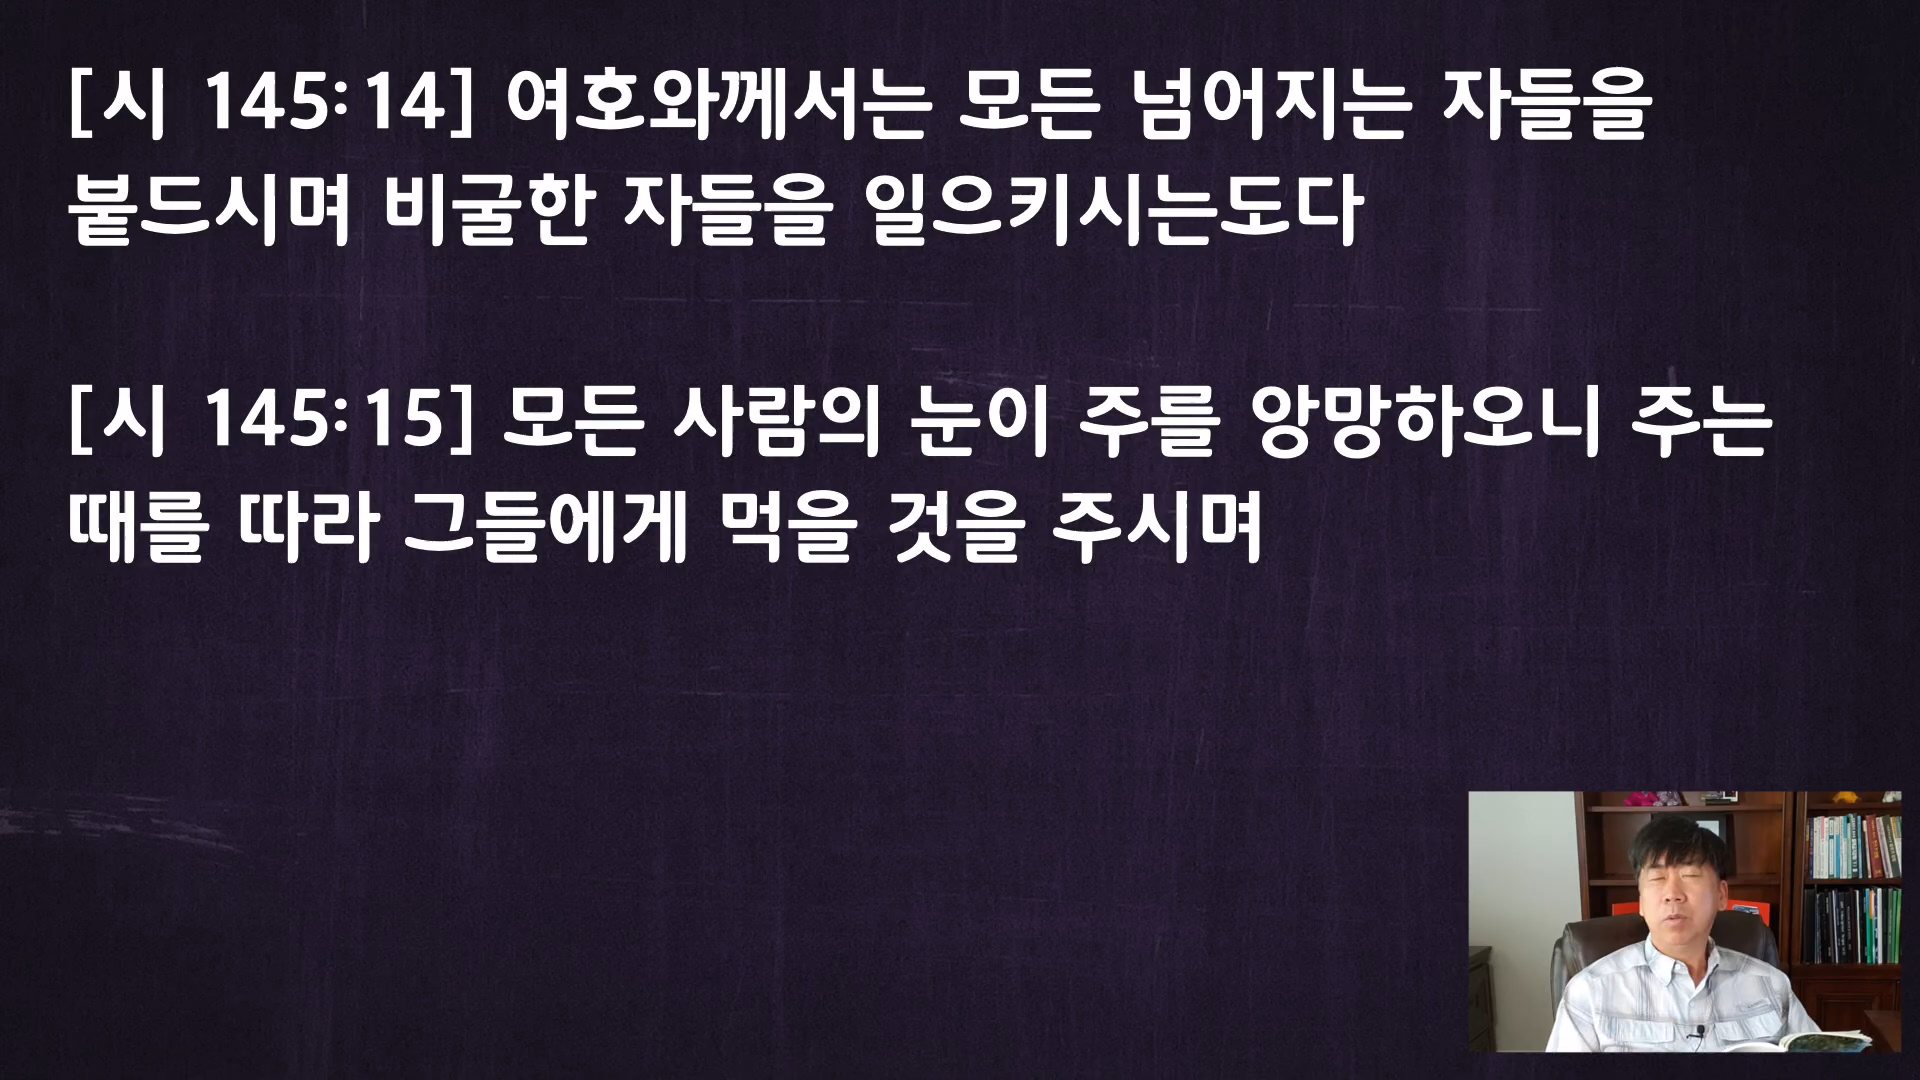 [시 145:14] 여호와께서는 모든 넘어지는 자들을
붙드시며 비굴한 자들을 일으키시는도다
[시 145:15] 모든 사람의 눈이 주를 앙망하오니 주는
때를 따라 그들에게 먹을 것을 주시며